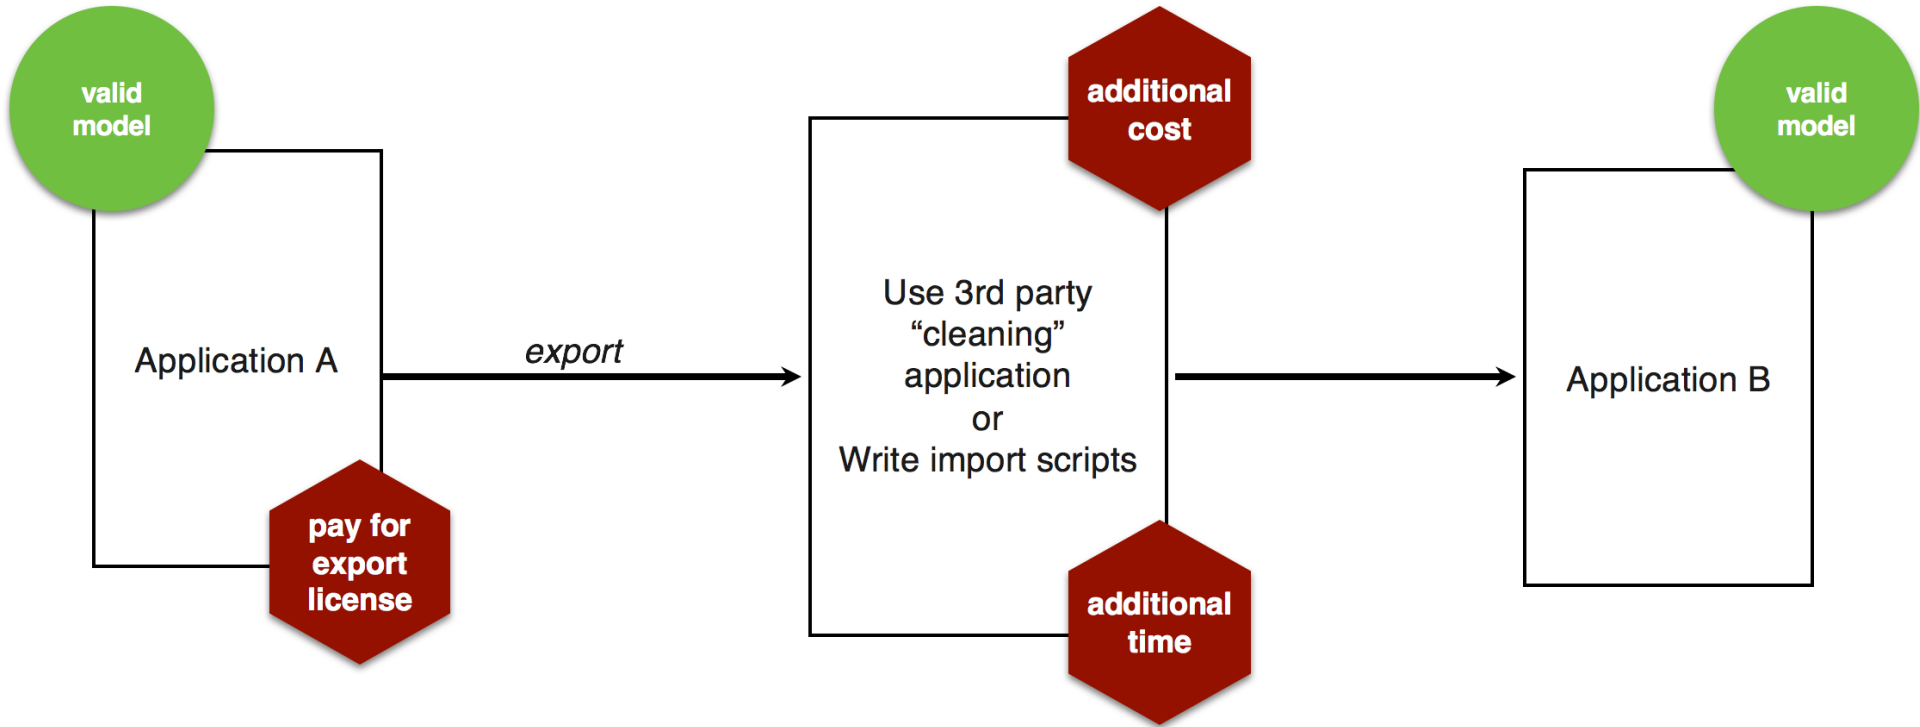 valid
model
Application A
pay for
export
license
export
additional
cost
Use 3rd party
“cleaning”
application
or
Write import scripts
additional
time
valid
model
Application B